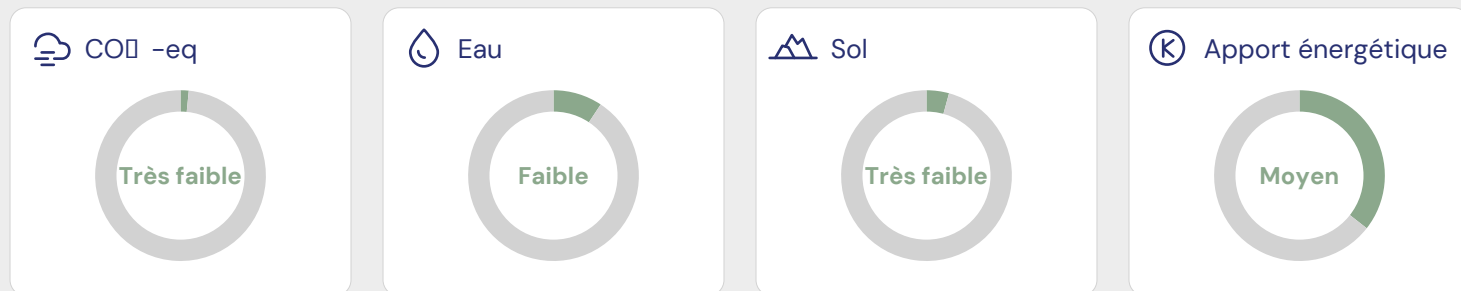 CO▯ -eq
Eau
Sol
Apport énergétique
Très faible
Faible
Très faible
Moyen